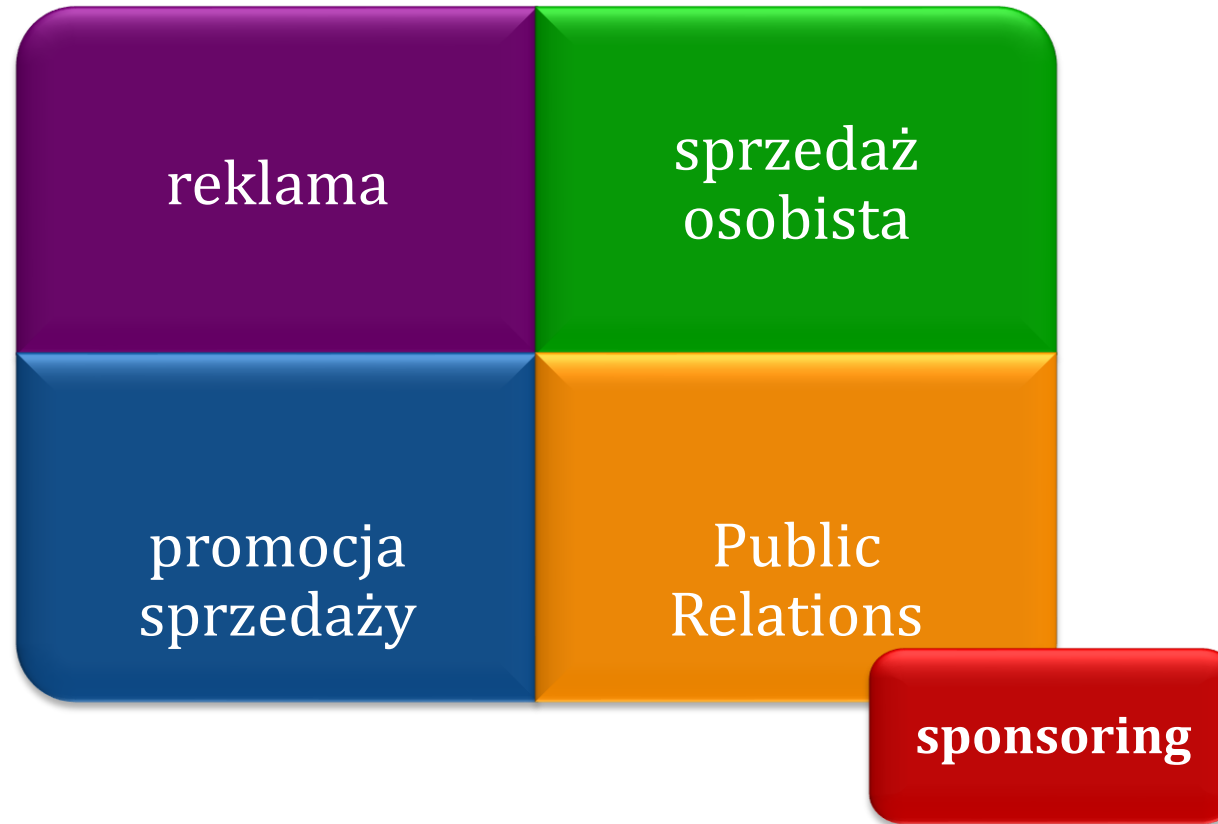 reklama
sprzedaż
osobista
promocja
sprzedaży
Public
Relations
sponsoring